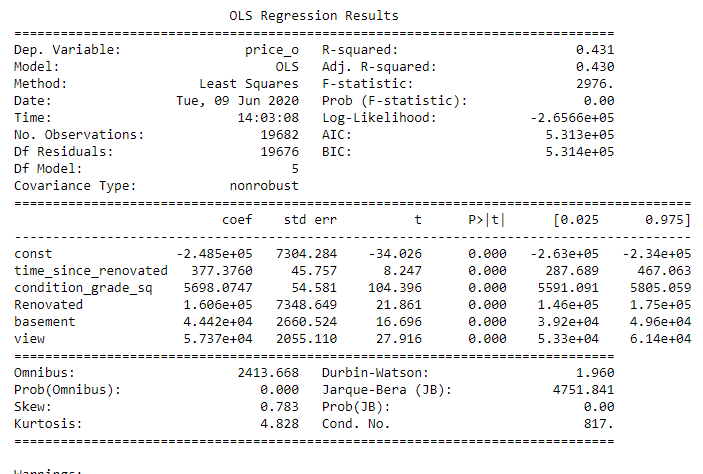 OLS Regression Results
==============================================================================
Dep. Variable: price_o R-squared: 0.431
Model: OLS Adj. R-squared: 0.430
Method: Least Squares F-statistic: 2976.
Date: Tue, 09 Jun 2020 Prob (F-statistic): 0.00
Time: 14:03:08 Log-Likelihood: -2.6566e+05
No. Observations: 19682 AIC: 5.313e+05
Df Residuals: 19676 BIC: 5.314e+05
Df Model: 5
Covariance Type: nonrobust
========================================================================================
coef std err t P>|t| [0.025 0.975]
----------------------------------------------------------------------------------------
const -2.485e+05 7304.284 -34.026 0.000 -2.63e+05 -2.34e+05
time_since_renovated 377.3760 45.757 8.247 0.000 287.689 467.063
condition_grade_sq 5698.0747 54.581 104.396 0.000 5591.091 5805.059
Renovated 1.606e+05 7348.649 21.861 0.000 1.46e+05 1.75e+05
basement 4.442e+04 2660.524 16.696 0.000 3.92e+04 4.96e+04
view 5.737e+04 2055.110 27.916 0.000 5.33e+04 6.14e+04
==============================================================================
Omnibus: 2413.668 Durbin-Watson: 1.960
Prob(Omnibus): 0.000 Jarque-Bera (JB): 4751.841
Skew: 0.783 Prob(JB): 0.00
Kurtosis: 4.828 Cond. No. 817.
==============================================================================
Warnings: